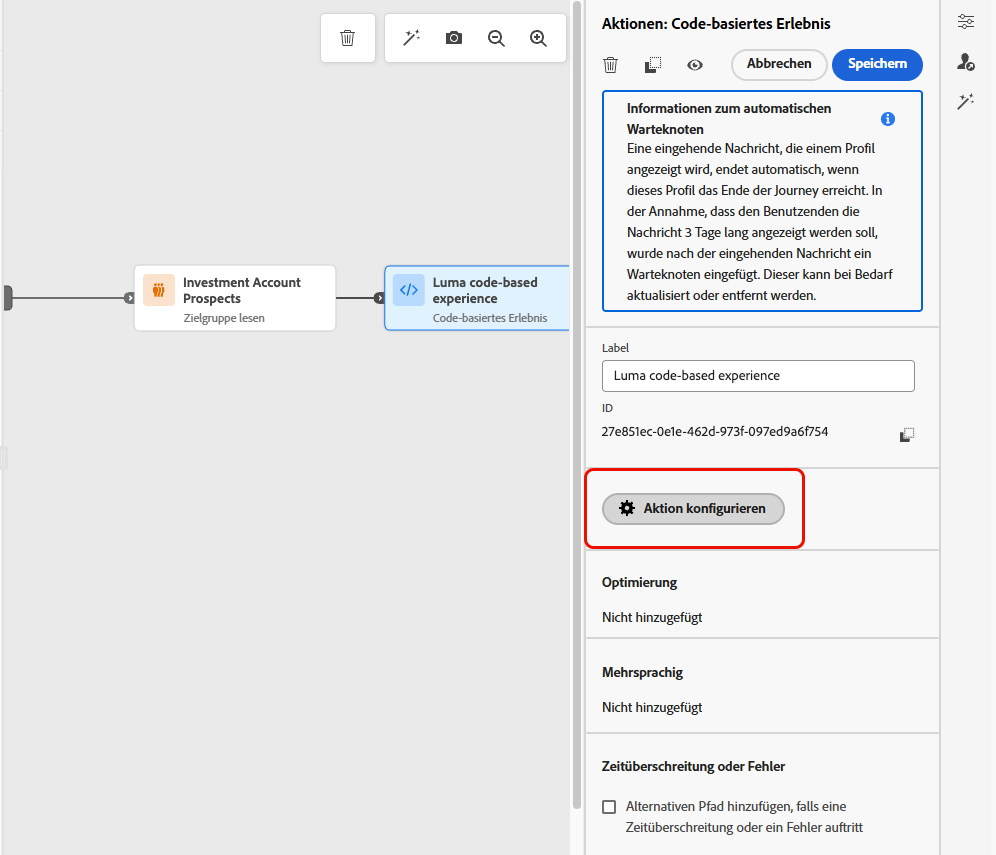 Aktionen: Code-basiertes Erlebnis
Abbrechen
Speichern
Informationen zum automatischen
Warteknoten
Eine eingehende Nachricht, die einem Profil
angezeigt wird, endet automatisch, wenn
dieses Profil das Ende der Journey erreicht. In
der Annahme, dass den Benutzenden die
Nachricht 3 Tage lang angezeigt werden soll,
wurde nach der eingehenden Nachricht ein
Warteknoten eingefügt. Dieser kann bei Bedarf
aktualisiert oder entfernt werden.
Investment Account
Prospects
Zielgruppe lesen
Luma code-based
experience
Code-basiertes Erlebnis
Label
Luma code-based experience
ID
27e851ec-0e1e-462d-973f-097ed9a6f754
Aktion konfigurieren
Optimierung
Nicht hinzugefügt
Mehrsprachig
Nicht hinzugefügt
Zeitüberschreitung oder Fehler
Alternativen Pfad hinzufügen, falls eine
Zeitüberschreitung oder ein Fehler auftritt